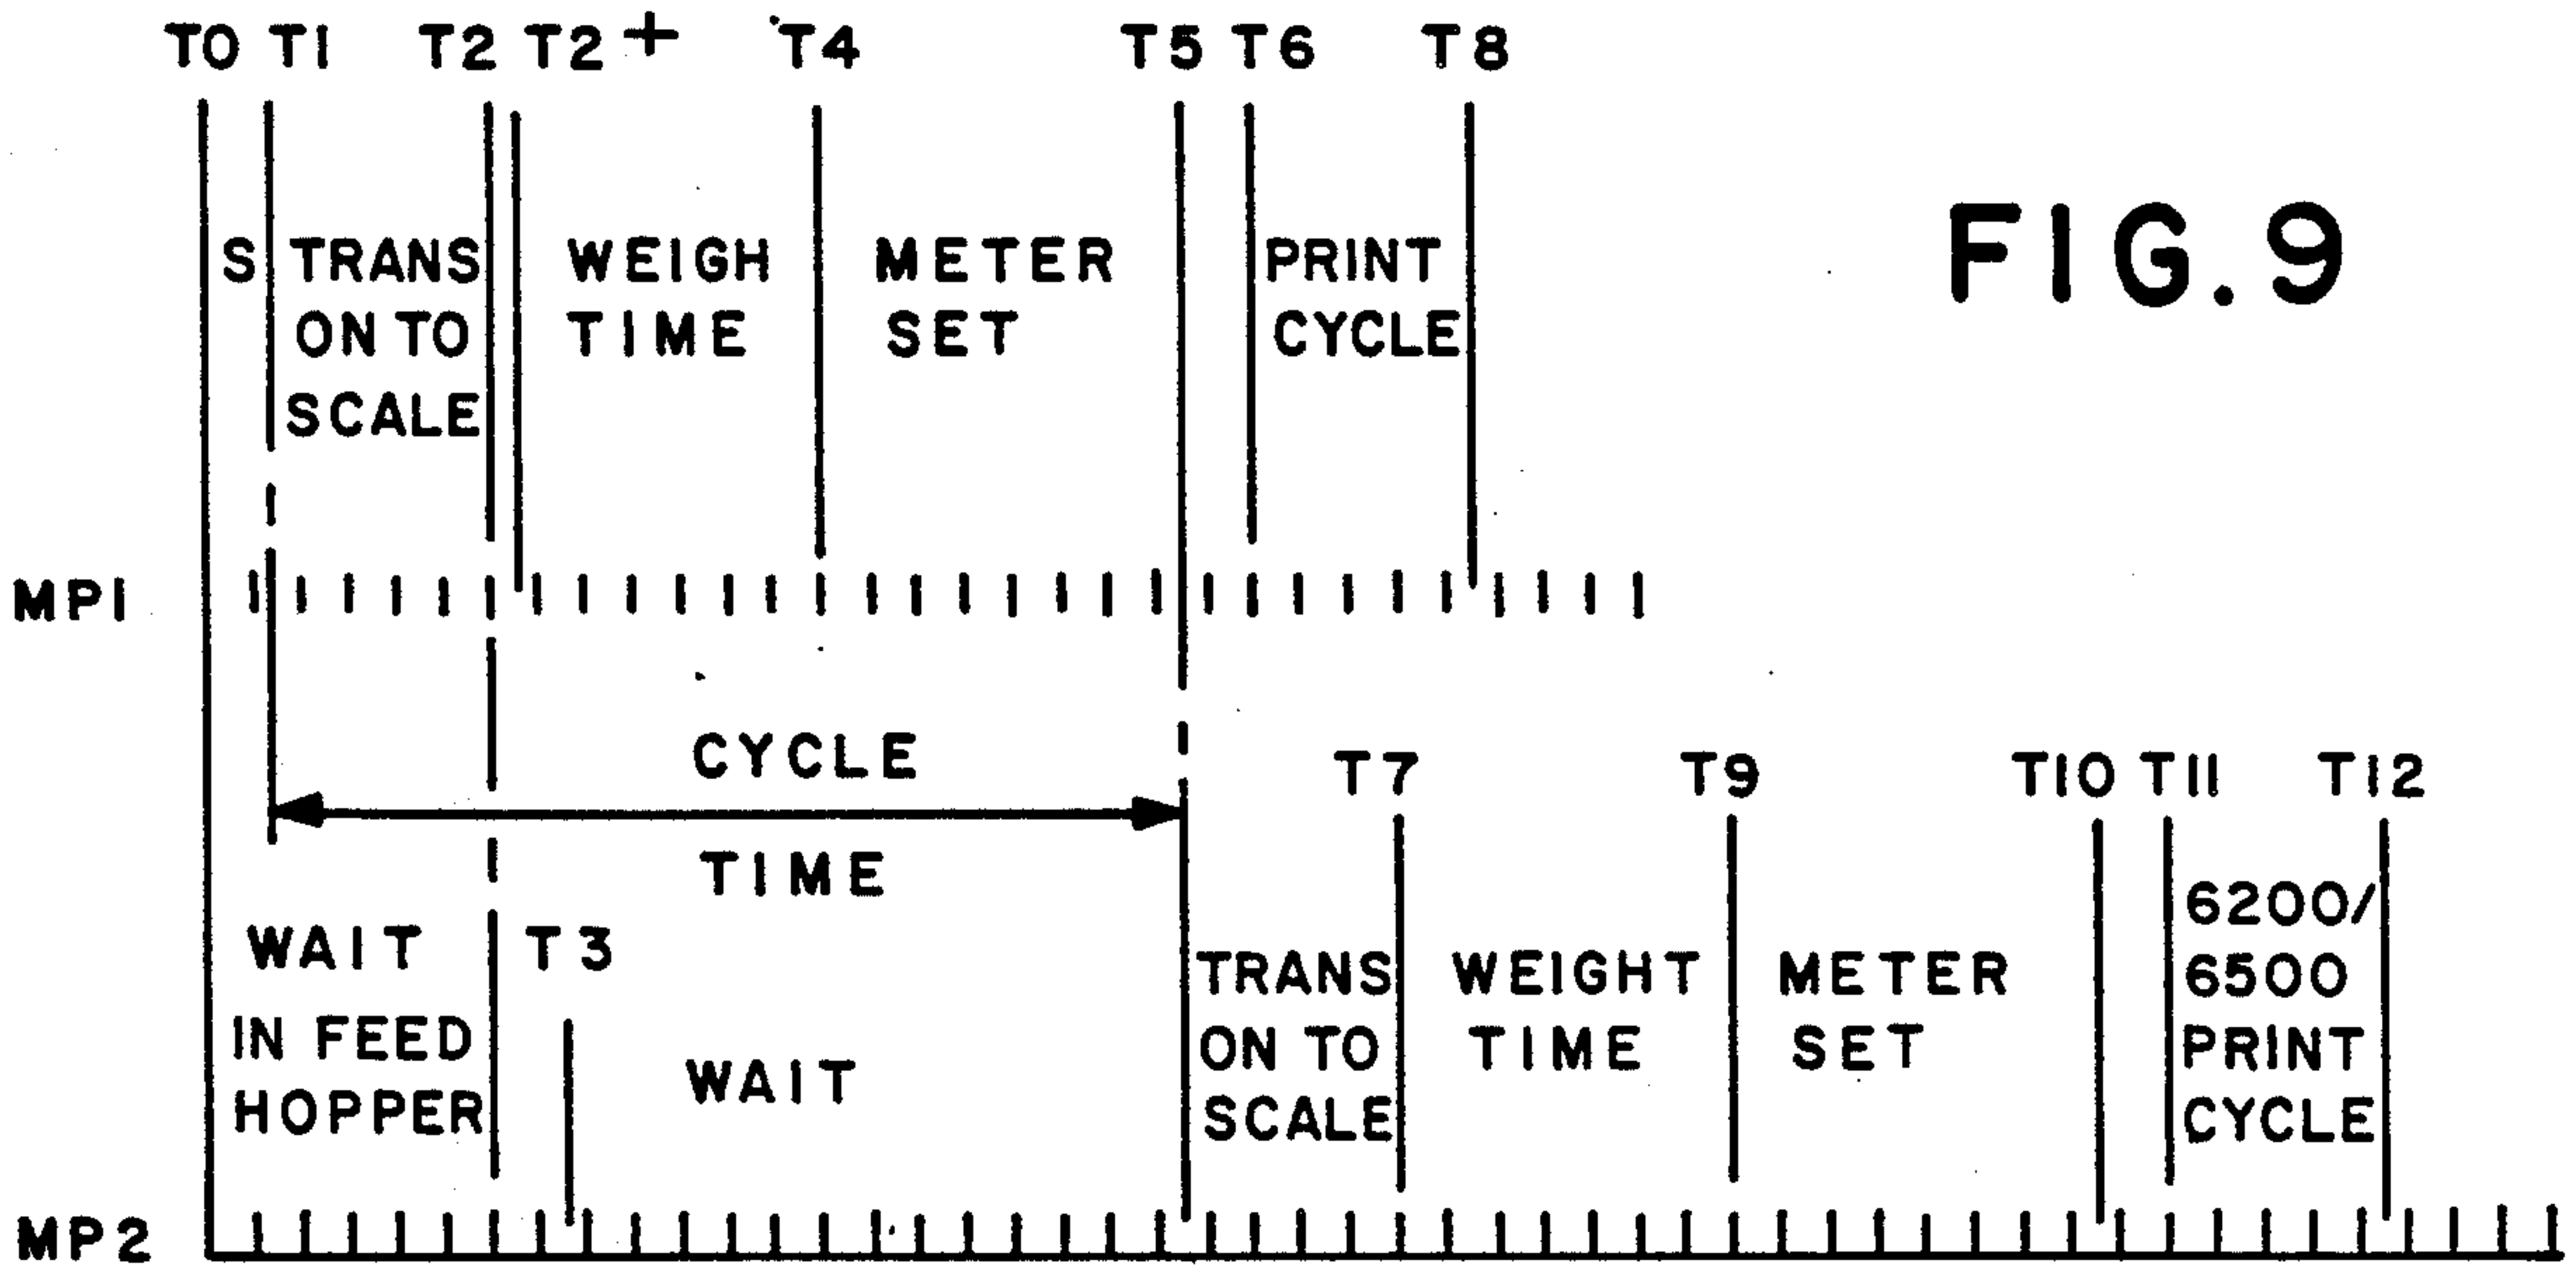 T0 T1 T2 T2+ T4 T5 T6 T8
S TRANS ON TO SCALE
WEIGH TIME
METER SET
PRINT CYCLE
FIG.9
MP1
CYCLE TIME
T7 T9 T10 T11 T12
WAIT IN FEED HOPPER
T3
WAIT
TRANS ON TO SCALE
WEIGHT TIME
METER SET
6200/ 6500 PRINT CYCLE
MP2